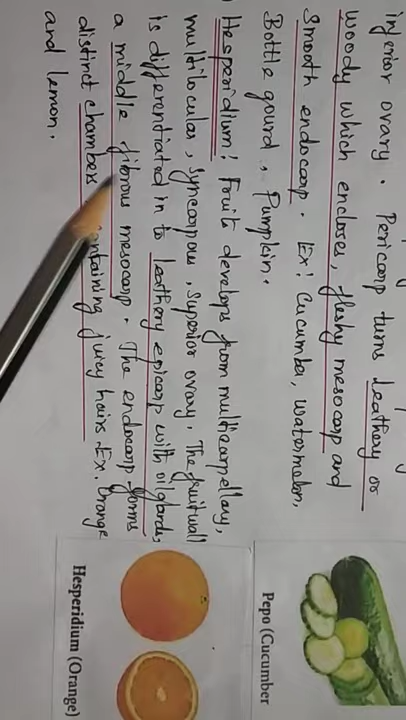 inferior ovary. Pericarp turns leathery or
woody which encloses, fleshy mesocarp and
smooth endocarp. Ex: Cucumber, watermelon,
Bottle gourd, Pumpkin.
Hesperidium: Fruit develops from multicarpellary,
multilocular, syncarpous, superior ovary. The fruit wall
is differentiated in to leathery epicarp with oil glands,
a middle fibrous mesocarp. The endocarp forms
distinct chambers containing juicy hairs. Ex. Orange
and lemon.
Pepo (Cucumber
Hesperidium (Orange)